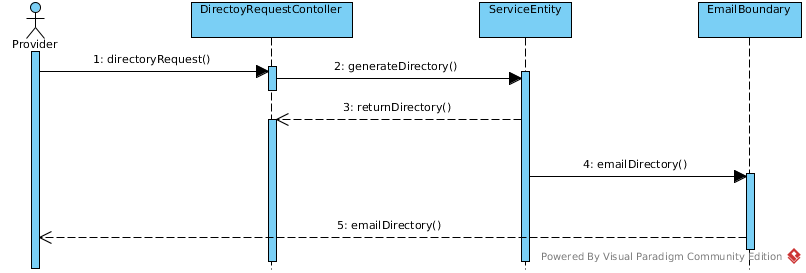 DirectoyRequestContoller
ServiceEntity
EmailBoundary
Provider
1: directoryRequest()
2: generateDirectory()
3: returnDirectory()
4: emailDirectory()
5: emailDirectory()
Powered By Visual Paradigm Community Edition